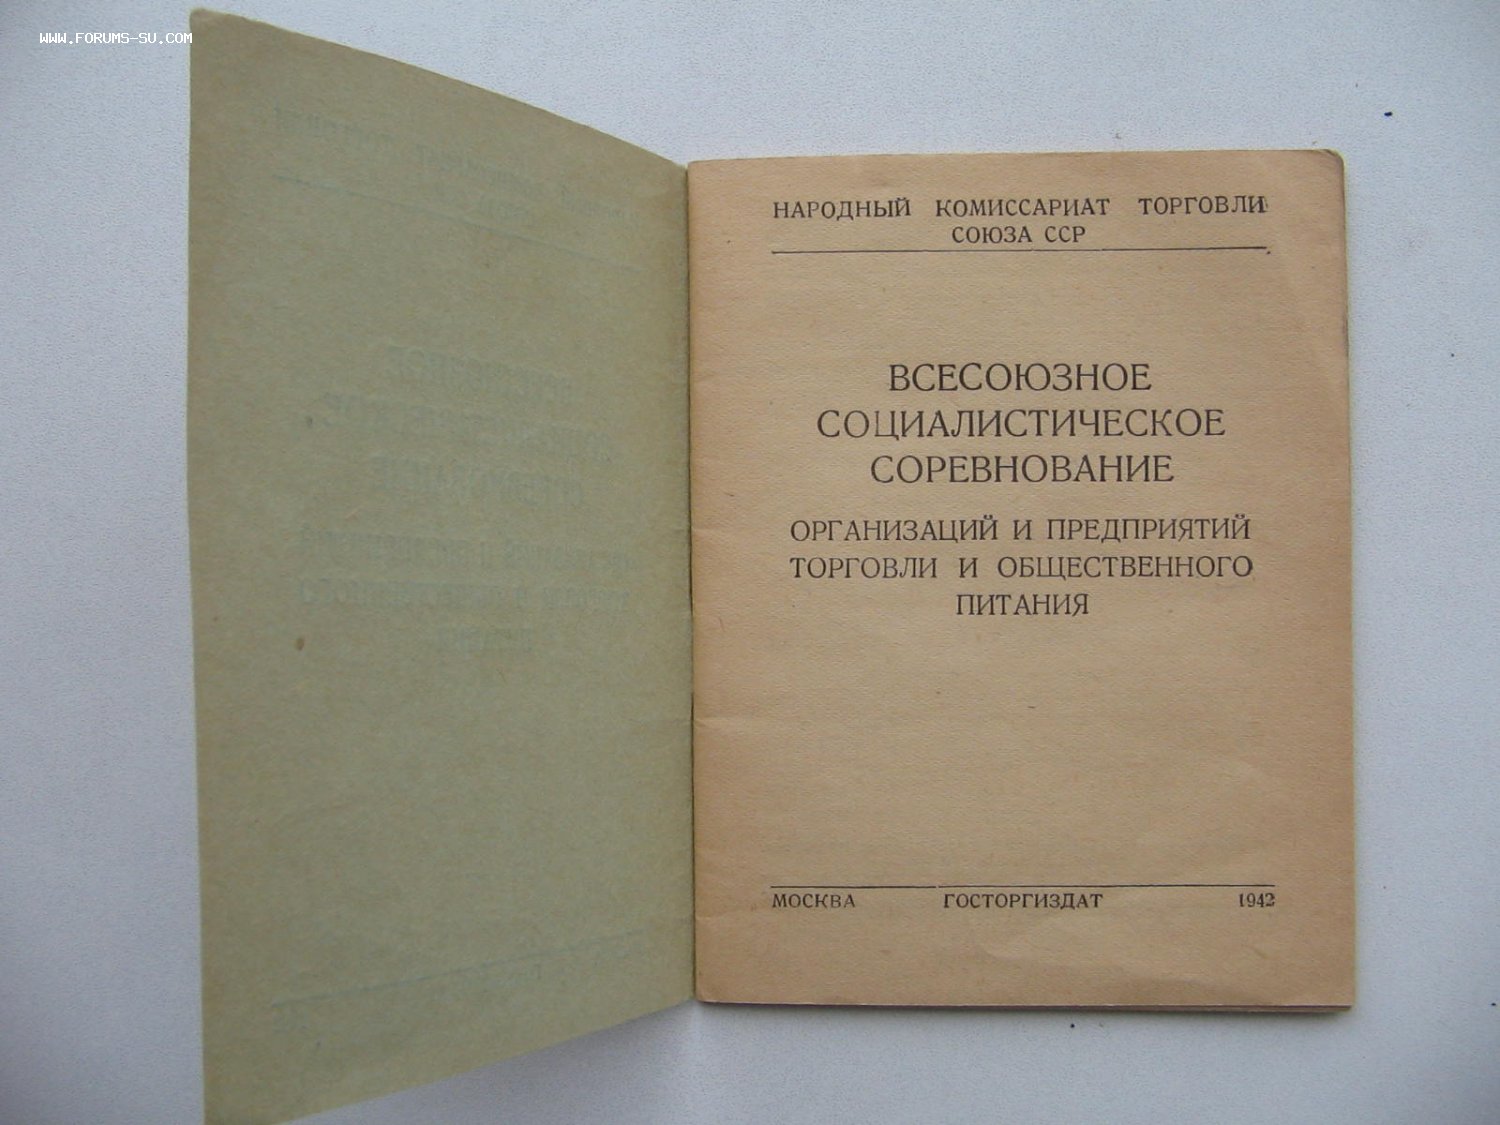 WWW.FORUMS-SU.COM
НАРОДНЫЙ КОМИССАРИАТ ТОРГОВЛИ
СОЮЗА ССР
ВСЕСОЮЗНОЕ
СОЦИАЛИСТИЧЕСКОЕ
СОРЕВНОВАНИЕ
ОРГАНИЗАЦИЙ И ПРЕДПРИЯТИЙ
ТОРГОВЛИ И ОБЩЕСТВЕННОГО
ПИТАНИЯ
МОСКВА ГОСТОРГИЗДАТ 1942